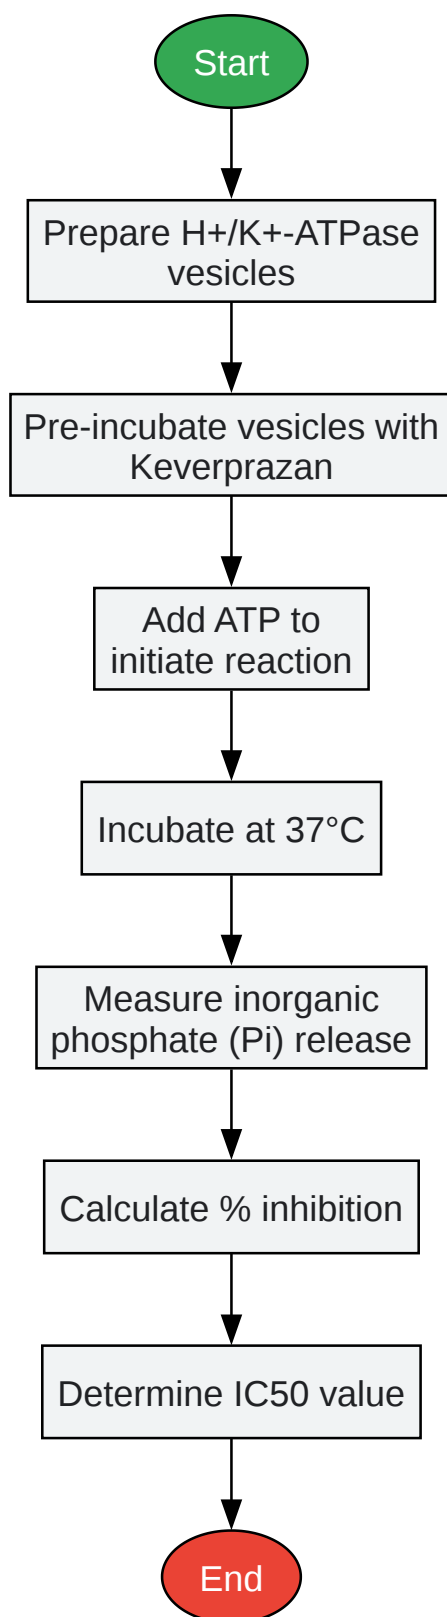 Start
Prepare H+/K+-ATPase
vesicles
Pre-incubate vesicles with
Keverprazan
Add ATP to
initiate reaction
Incubate at 37°C
Measure inorganic
phosphate (Pi) release
Calculate % inhibition
Determine IC50 value
End